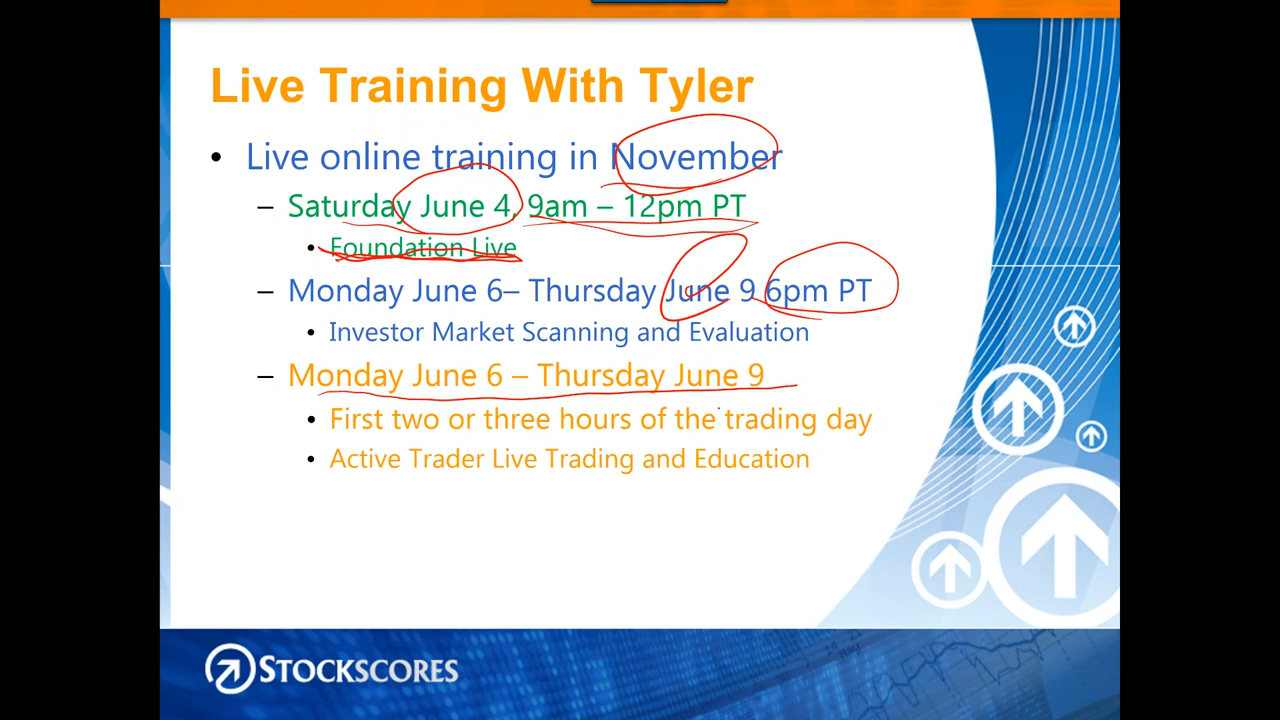 Live Training With Tyler
• Live online training in November
– Saturday June 4, 9am – 12pm PT
• Foundation Live
– Monday June 6– Thursday June 9 6pm PT
• Investor Market Scanning and Evaluation
– Monday June 6 – Thursday June 9
• First two or three hours of the trading day
• Active Trader Live Trading and Education
STOCKSCORES